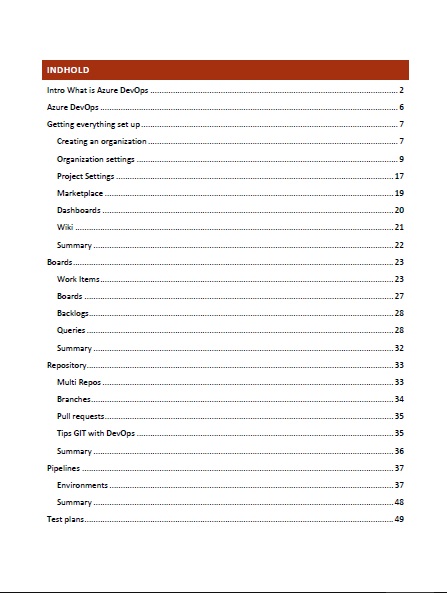 INDHOLD
Intro What is Azure DevOps ........ 2
Azure DevOps ........ 6
Getting everything set up ........ 7
Creating an organization ........ 7
Organization settings ........ 9
Project Settings ........ 17
Marketplace ........ 19
Dashboards ........ 20
Wiki ........ 21
Summary ........ 22
Boards ........ 23
Work Items ........ 23
Boards ........ 27
Backlogs ........ 28
Queries ........ 28
Summary ........ 32
Repository ........ 33
Multi Repos ........ 33
Branches ........ 34
Pull requests ........ 35
Tips GIT with DevOps ........ 35
Summary ........ 36
Pipelines ........ 37
Environments ........ 37
Summary ........ 48
Test plans ........ 49